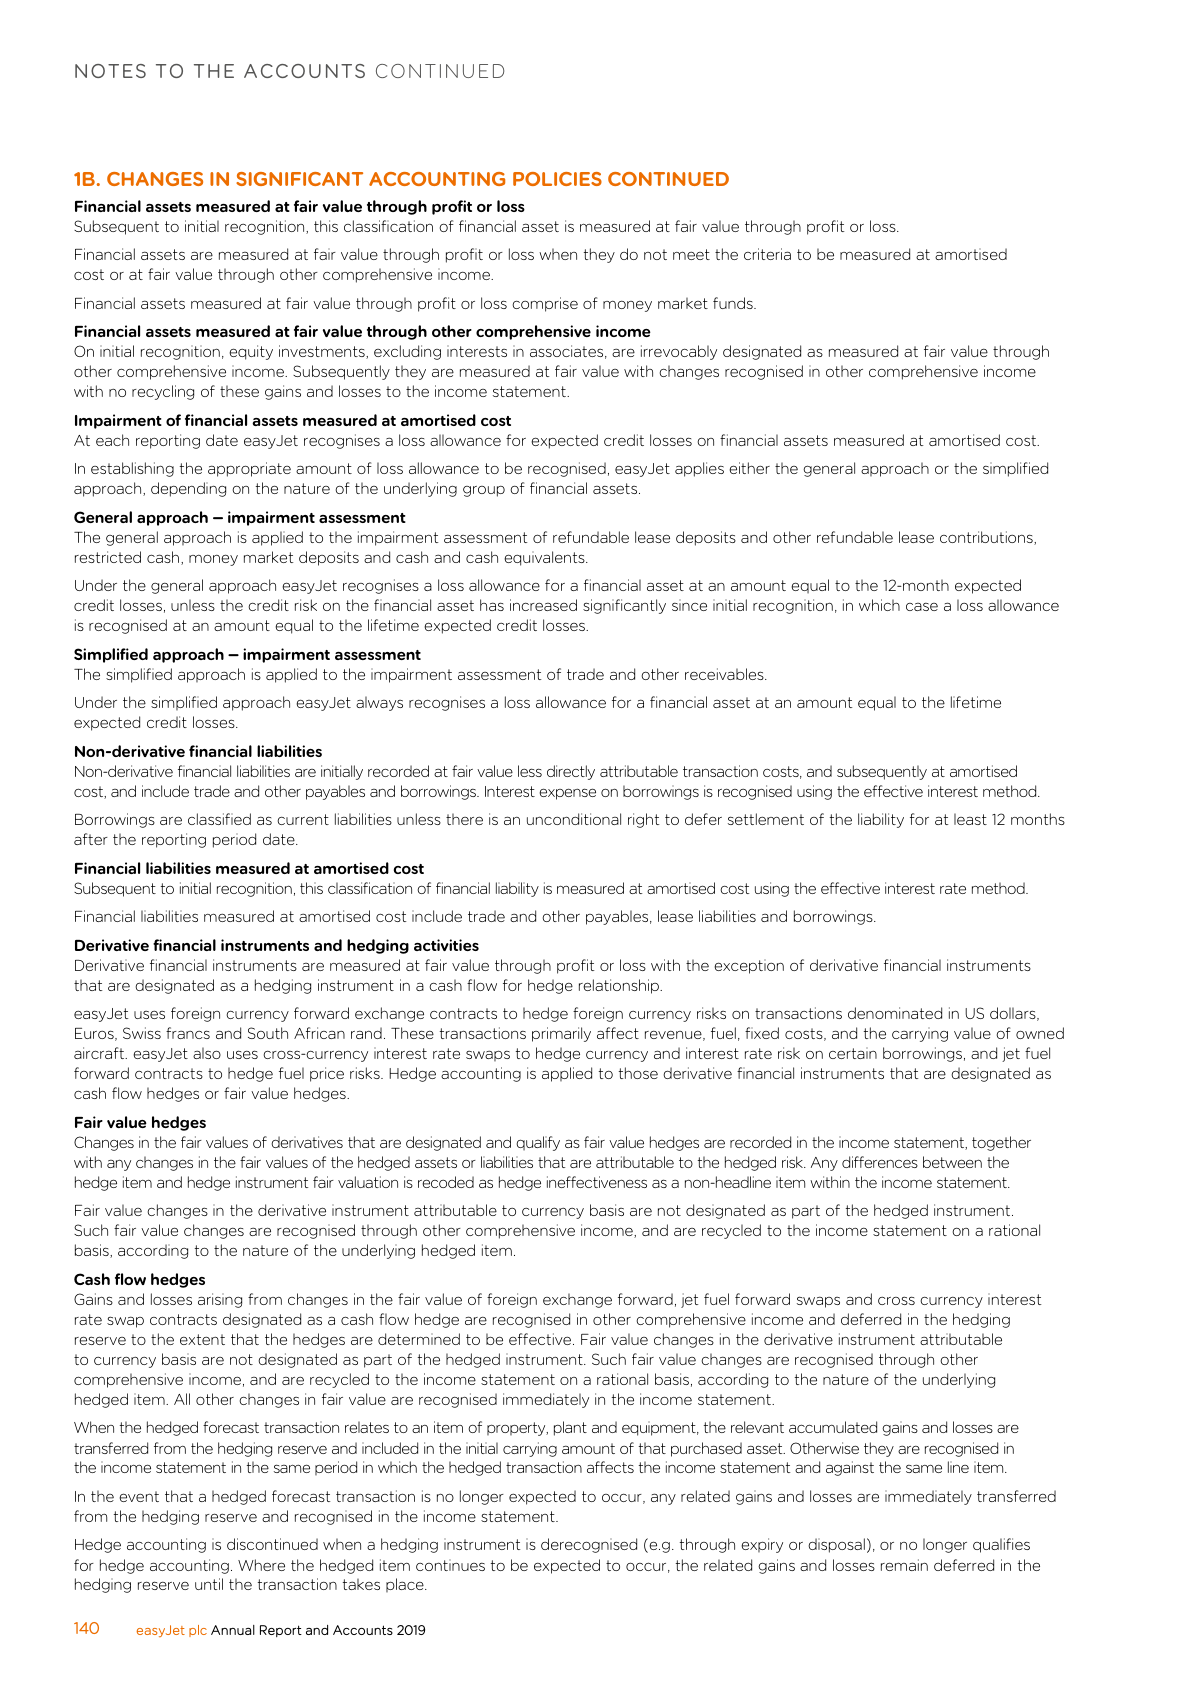 NOTES TO THE ACCOUNTS CONTINUED
1B. CHANGES IN SIGNIFICANT ACCOUNTING POLICIES CONTINUED
Financial assets measured at fair value through profit or loss
Subsequent to initial recognition, this classification of financial asset is measured at fair value through profit or loss.
Financial assets are measured at fair value through profit or loss when they do not meet the criteria to be measured at amortised
cost or at fair value through other comprehensive income.
Financial assets measured at fair value through profit or loss comprise of money market funds.
Financial assets measured at fair value through other comprehensive income
On initial recognition, equity investments, excluding interests in associates, are irrevocably designated as measured at fair value through
other comprehensive income. Subsequently they are measured at fair value with changes recognised in other comprehensive income
with no recycling of these gains and losses to the income statement.
Impairment of financial assets measured at amortised cost
At each reporting date easyJet recognises a loss allowance for expected credit losses on financial assets measured at amortised cost.
In establishing the appropriate amount of loss allowance to be recognised, easyJet applies either the general approach or the simplified
approach, depending on the nature of the underlying group of financial assets.
General approach – impairment assessment
The general approach is applied to the impairment assessment of refundable lease deposits and other refundable lease contributions,
restricted cash, money market deposits and cash and cash equivalents.
Under the general approach easyJet recognises a loss allowance for a financial asset at an amount equal to the 12-month expected
credit losses, unless the credit risk on the financial asset has increased significantly since initial recognition, in which case a loss allowance
is recognised at an amount equal to the lifetime expected credit losses.
Simplified approach – impairment assessment
The simplified approach is applied to the impairment assessment of trade and other receivables.
Under the simplified approach easyJet always recognises a loss allowance for a financial asset at an amount equal to the lifetime
expected credit losses.
Non-derivative financial liabilities
Non-derivative financial liabilities are initially recorded at fair value less directly attributable transaction costs, and subsequently at amortised
cost, and include trade and other payables and borrowings. Interest expense on borrowings is recognised using the effective interest method.
Borrowings are classified as current liabilities unless there is an unconditional right to defer settlement of the liability for at least 12 months
after the reporting period date.
Financial liabilities measured at amortised cost
Subsequent to initial recognition, this classification of financial liability is measured at amortised cost using the effective interest rate method.
Financial liabilities measured at amortised cost include trade and other payables, lease liabilities and borrowings.
Derivative financial instruments and hedging activities
Derivative financial instruments are measured at fair value through profit or loss with the exception of derivative financial instruments
that are designated as a hedging instrument in a cash flow for hedge relationship.
easyJet uses foreign currency forward exchange contracts to hedge foreign currency risks on transactions denominated in US dollars,
Euros, Swiss francs and South African rand. These transactions primarily affect revenue, fuel, fixed costs, and the carrying value of owned
aircraft. easyJet also uses cross-currency interest rate swaps to hedge currency and interest rate risk on certain borrowings, and jet fuel
forward contracts to hedge fuel price risks. Hedge accounting is applied to those derivative financial instruments that are designated as
cash flow hedges or fair value hedges.
Fair value hedges
Changes in the fair values of derivatives that are designated and qualify as fair value hedges are recorded in the income statement, together
with any changes in the fair values of the hedged assets or liabilities that are attributable to the hedged risk. Any differences between the
hedge item and hedge instrument fair valuation is recoded as hedge ineffectiveness as a non-headline item within the income statement.
Fair value changes in the derivative instrument attributable to currency basis are not designated as part of the hedged instrument.
Such fair value changes are recognised through other comprehensive income, and are recycled to the income statement on a rational
basis, according to the nature of the underlying hedged item.
Cash flow hedges
Gains and losses arising from changes in the fair value of foreign exchange forward, jet fuel forward swaps and cross currency interest
rate swap contracts designated as a cash flow hedge are recognised in other comprehensive income and deferred in the hedging
reserve to the extent that the hedges are determined to be effective. Fair value changes in the derivative instrument attributable
to currency basis are not designated as part of the hedged instrument. Such fair value changes are recognised through other
comprehensive income, and are recycled to the income statement on a rational basis, according to the nature of the underlying
hedged item. All other changes in fair value are recognised immediately in the income statement.
When the hedged forecast transaction relates to an item of property, plant and equipment, the relevant accumulated gains and losses are
transferred from the hedging reserve and included in the initial carrying amount of that purchased asset. Otherwise they are recognised in
the income statement in the same period in which the hedged transaction affects the income statement and against the same line item.
In the event that a hedged forecast transaction is no longer expected to occur, any related gains and losses are immediately transferred
from the hedging reserve and recognised in the income statement.
Hedge accounting is discontinued when a hedging instrument is derecognised (e.g. through expiry or disposal), or no longer qualifies
for hedge accounting. Where the hedged item continues to be expected to occur, the related gains and losses remain deferred in the
hedging reserve until the transaction takes place.
140 easyJet plc Annual Report and Accounts 2019